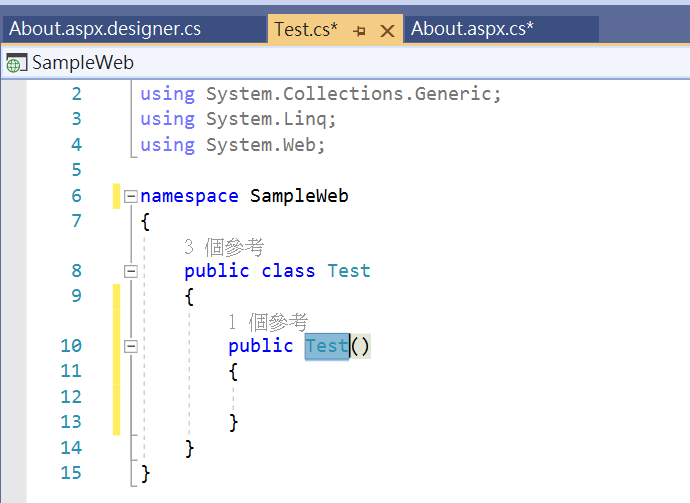 About.aspx.designer.cs Test.cs* About.aspx.cs*
SampleWeb
2 using System.Collections.Generic;
3 using System.Linq;
4 using System.Web;
5
6 namespace SampleWeb
7 {
3 個參考
8 public class Test
9 {
1 個參考
10 public Test()
11 {
12
13 }
14 }
15 }